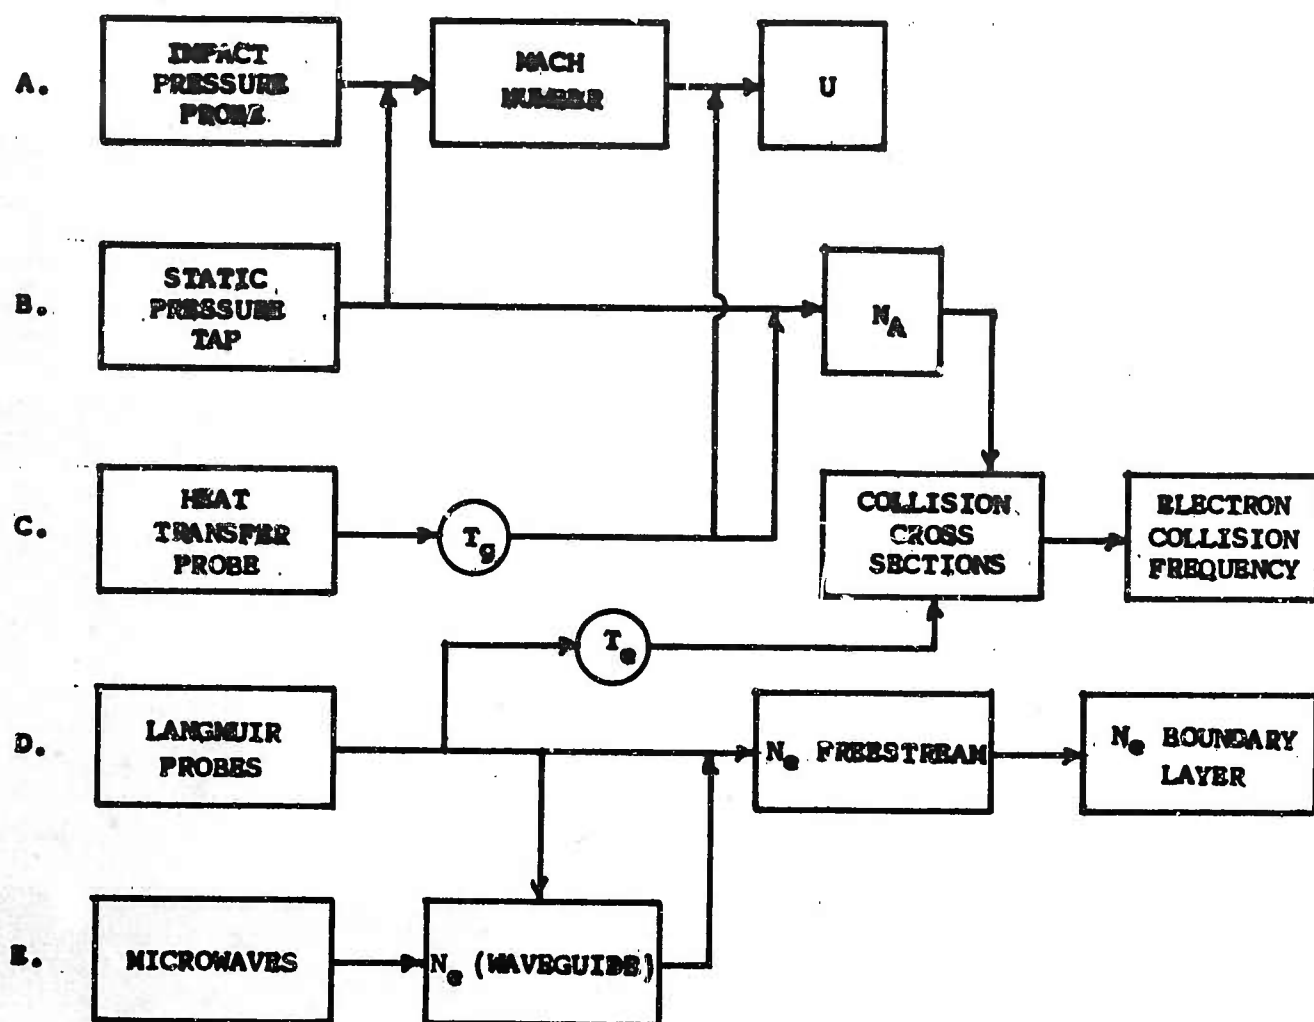 A.
IMPACT
PRESSURE
PROBE
MACH
NUMBER
U
B.
STATIC
PRESSURE
TAP
N_A
C.
HEAT
TRANSFER
PROBE
T_g
COLLISION
CROSS
SECTIONS
ELECTRON
COLLISION
FREQUENCY
T_e
D.
LANGMUIR
PROBES
N_e FREESTREAM
N_e BOUNDARY
LAYER
E.
MICROWAVES
N_e (WAVEGUIDE)